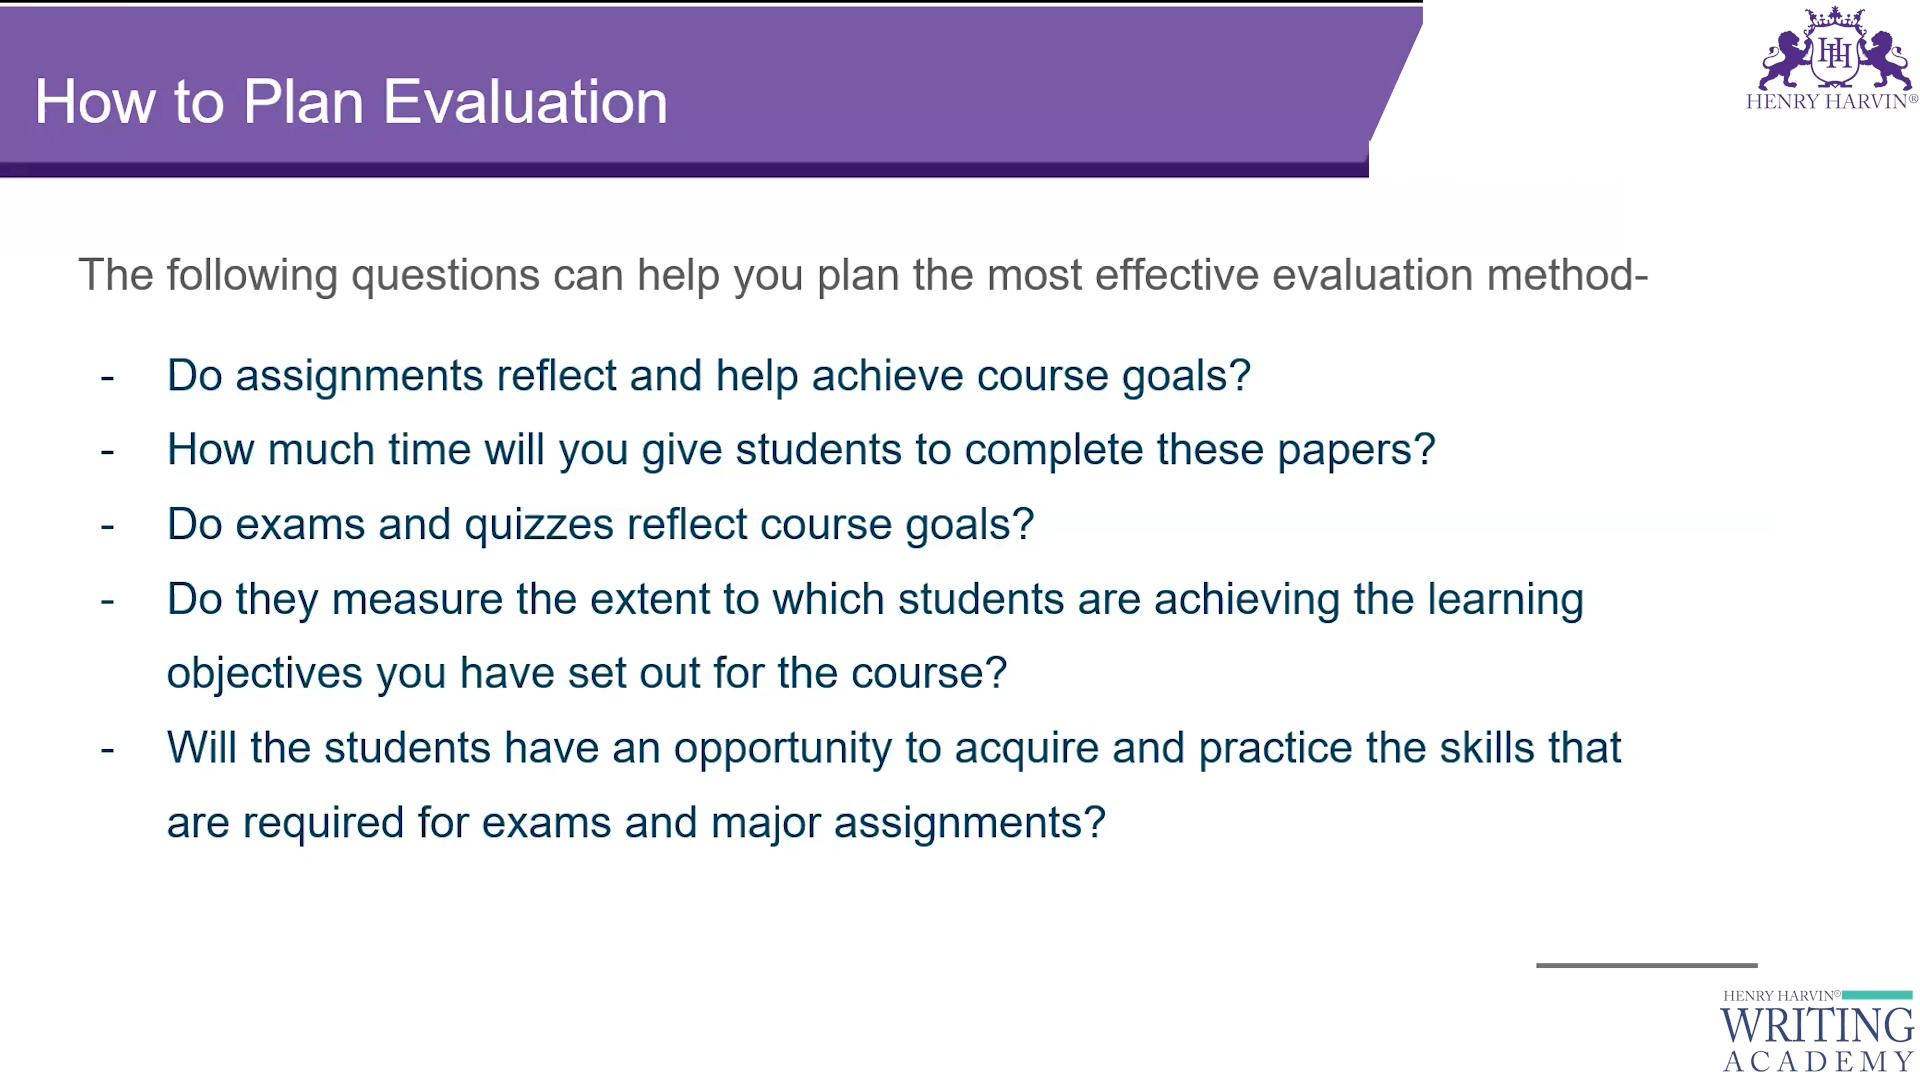 HENRY HARVIN®
How to Plan Evaluation
The following questions can help you plan the most effective evaluation method-
- Do assignments reflect and help achieve course goals?
- How much time will you give students to complete these papers?
- Do exams and quizzes reflect course goals?
- Do they measure the extent to which students are achieving the learning
objectives you have set out for the course?
- Will the students have an opportunity to acquire and practice the skills that
are required for exams and major assignments?
HENRY HARVIN®
WRITING
ACADEMY